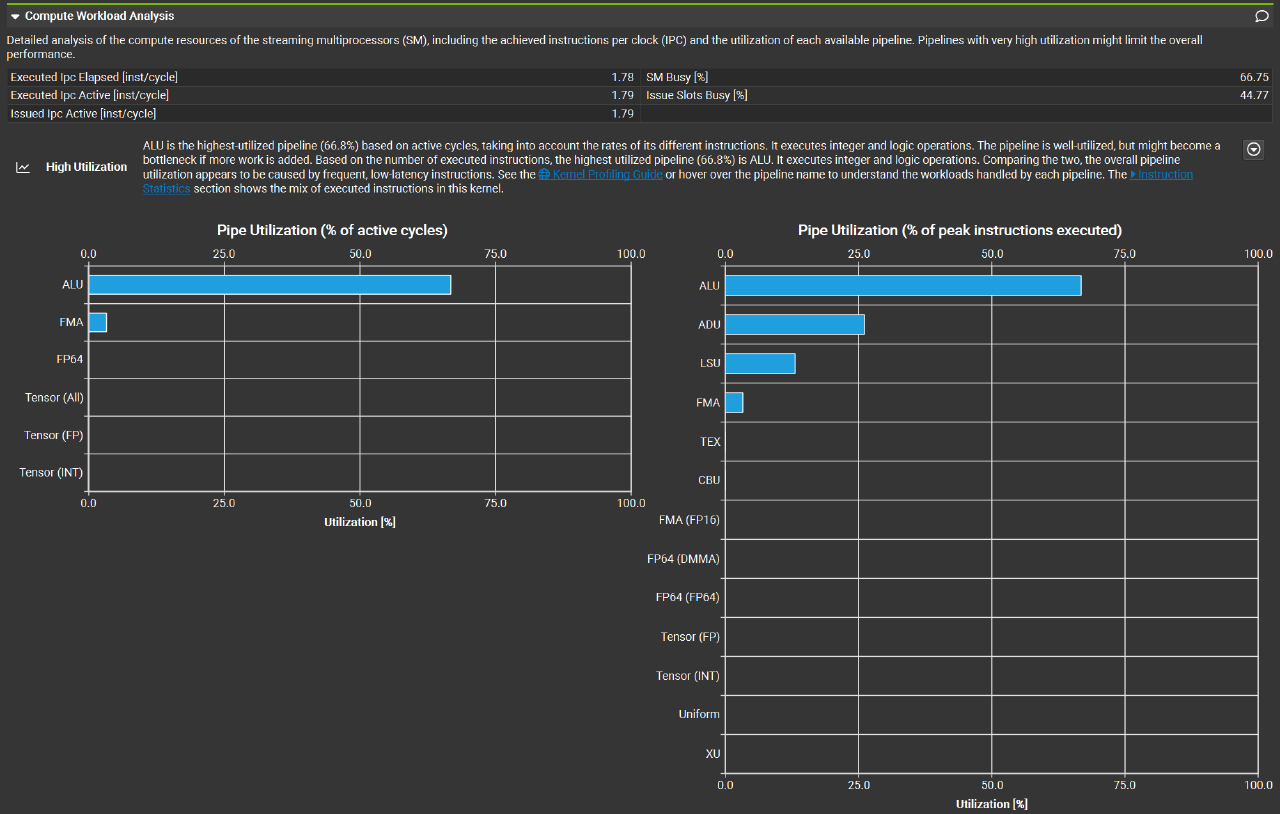 Compute Workload Analysis
Detailed analysis of the compute resources of the streaming multiprocessors (SM), including the achieved instructions per clock (IPC) and the utilization of each available pipeline. Pipelines with very high utilization might limit the overall
performance.
Executed Ipc Elapsed [inst/cycle] 1.78 SM Busy [%] 66.75
Executed Ipc Active [inst/cycle] 1.79 Issue Slots Busy [%] 44.77
Issued Ipc Active [inst/cycle] 1.79
High Utilization
ALU is the highest-utilized pipeline (66.8%) based on active cycles, taking into account the rates of its different instructions. It executes integer and logic operations. The pipeline is well-utilized, but might become a
bottleneck if more work is added. Based on the number of executed instructions, the highest utilized pipeline (66.8%) is ALU. It executes integer and logic operations. Comparing the two, the overall pipeline
utilization appears to be caused by frequent, low-latency instructions. See the Kernel Profiling Guide or hover over the pipeline name to understand the workloads handled by each pipeline. The Instruction
Statistics section shows the mix of executed instructions in this kernel.
Pipe Utilization (% of active cycles)
0.0 25.0 50.0 75.0 100.0
ALU
FMA
FP64
Tensor (All)
Tensor (FP)
Tensor (INT)
0.0 25.0 50.0 75.0 100.0
Utilization [%]
Pipe Utilization (% of peak instructions executed)
0.0 25.0 50.0 75.0 100.0
ALU
ADU
LSU
FMA
TEX
CBU
FMA (FP16)
FP64 (DMMA)
FP64 (FP64)
Tensor (FP)
Tensor (INT)
Uniform
XU
0.0 25.0 50.0 75.0 100.0
Utilization [%]